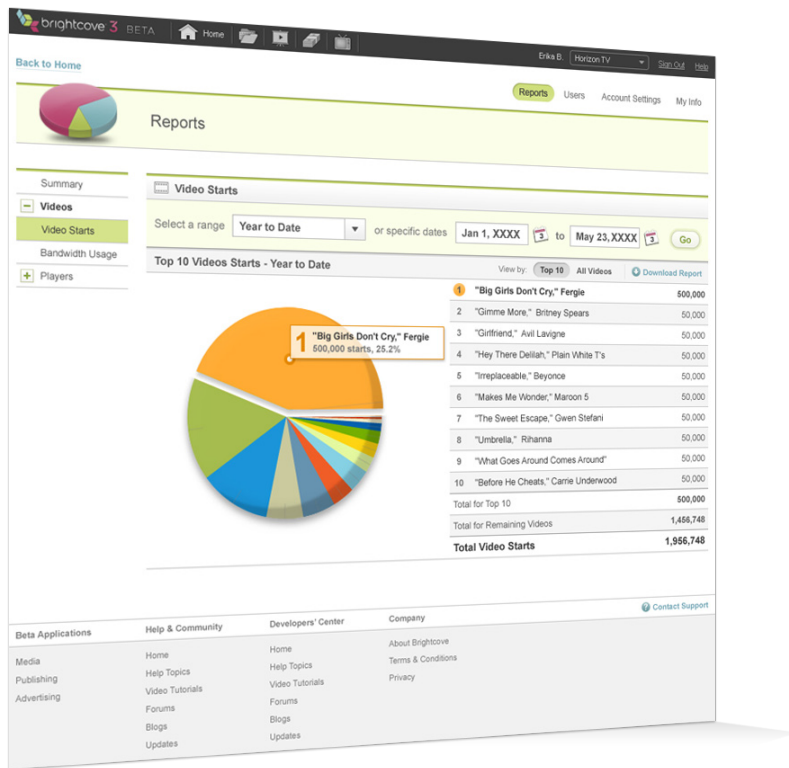 brightcove 3 BETA Home Erika B. Horizon TV Sign Out Help
Back to Home
Reports Users Account Settings My Info
Reports
Summary
Videos
Video Starts
Bandwidth Usage
Players
Video Starts
Select a range Year to Date or specific dates Jan 1, XXXX 3 to May 23, XXXX 3 Go
Top 10 Videos Starts - Year to Date View by: Top 10 All Videos Download Report
1 "Big Girls Don't Cry," Fergie
500,000 starts, 25.2%
1 "Big Girls Don't Cry," Fergie 500,000
2 "Gimme More," Britney Spears 50,000
3 "Girlfriend," Avil Lavigne 50,000
4 "Hey There Delilah," Plain White T's 50,000
5 "Irreplaceable," Beyonce 50,000
6 "Makes Me Wonder," Maroon 5 50,000
7 "The Sweet Escape," Gwen Stefani 50,000
8 "Umbrella," Rihanna 50,000
9 "What Goes Around Comes Around" 50,000
10 "Before He Cheats," Carrie Underwood 50,000
Total for Top 10 500,000
Total for Remaining Videos 1,456,748
Total Video Starts 1,956,748
? Contact Support
Beta Applications
Media
Publishing
Advertising
Help & Community
Home
Help Topics
Video Tutorials
Forums
Blogs
Updates
Developers' Center
Home
Help Topics
Video Tutorials
Forums
Blogs
Updates
Company
About Brightcove
Terms & Conditions
Privacy